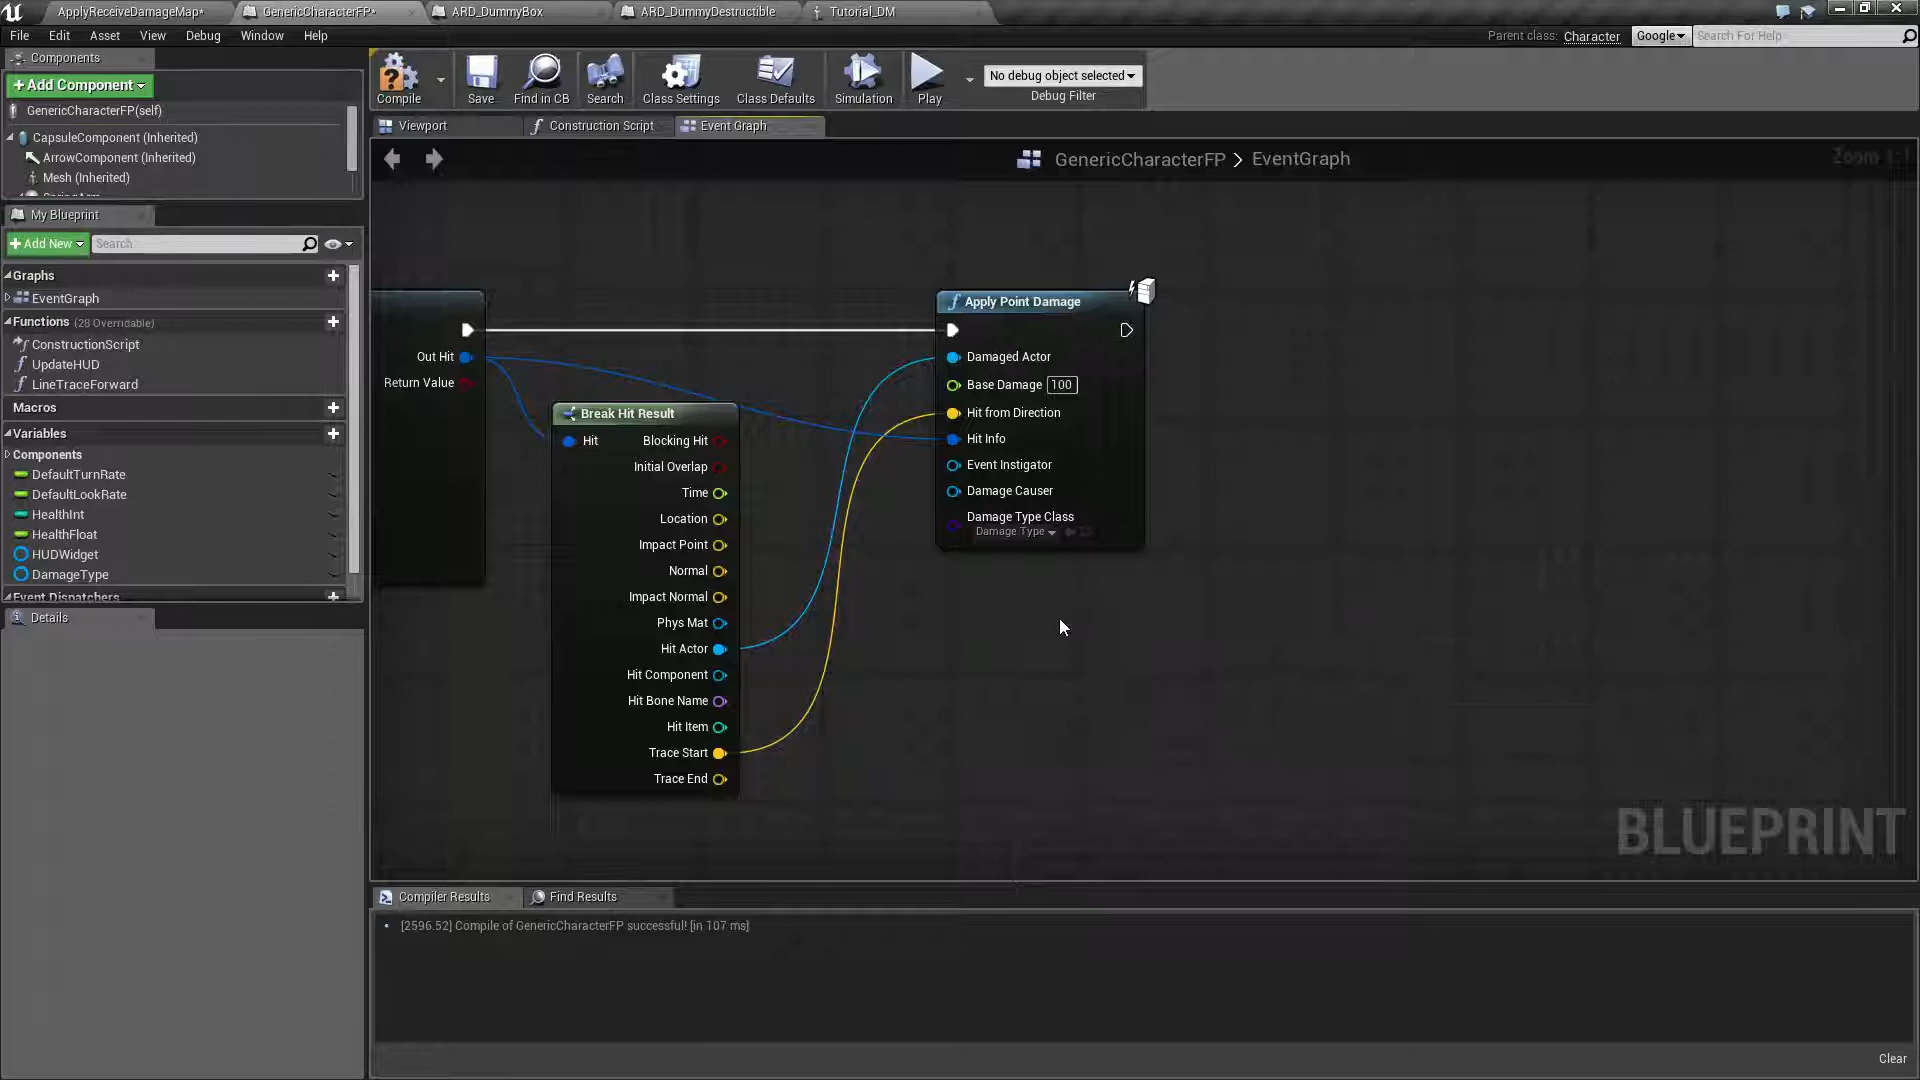 ApplyReceiveDamageMap*
GenericCharacterFP*
ARD_DummyBox
ARD_DummyDestructible
Tutorial_DM
File
Edit
Asset
View
Debug
Window
Help
Parent class: Character
Google
Search For Help
Components
+Add Component
GenericCharacterFP(self)
CapsuleComponent (Inherited)
ArrowComponent (Inherited)
Mesh (Inherited)
SpringArm
My Blueprint
+Add New
Search
Graphs
EventGraph
Functions (28 Overridable)
ConstructionScript
UpdateHUD
LineTraceForward
Macros
Variables
Components
DefaultTurnRate
DefaultLookRate
HealthInt
HealthFloat
HUDWidget
DamageType
Event Dispatchers
Details
Compile
Save
Find in CB
Search
Class Settings
Class Defaults
Simulation
Play
No debug object selected
Debug Filter
Viewport
Construction Script
Event Graph
GenericCharacterFP > EventGraph
Zoom 1:1
Out Hit
Return Value
Break Hit Result
Hit
Blocking Hit
Initial Overlap
Time
Location
Impact Point
Normal
Impact Normal
Phys Mat
Hit Actor
Hit Component
Hit Bone Name
Hit Item
Trace Start
Trace End
Apply Point Damage
Damaged Actor
Base Damage 100
Hit from Direction
Hit Info
Event Instigator
Damage Causer
Damage Type Class
Damage Type
BLUEPRINT
Compiler Results
Find Results
[2596.52] Compile of GenericCharacterFP successful! [in 107 ms]
Clear